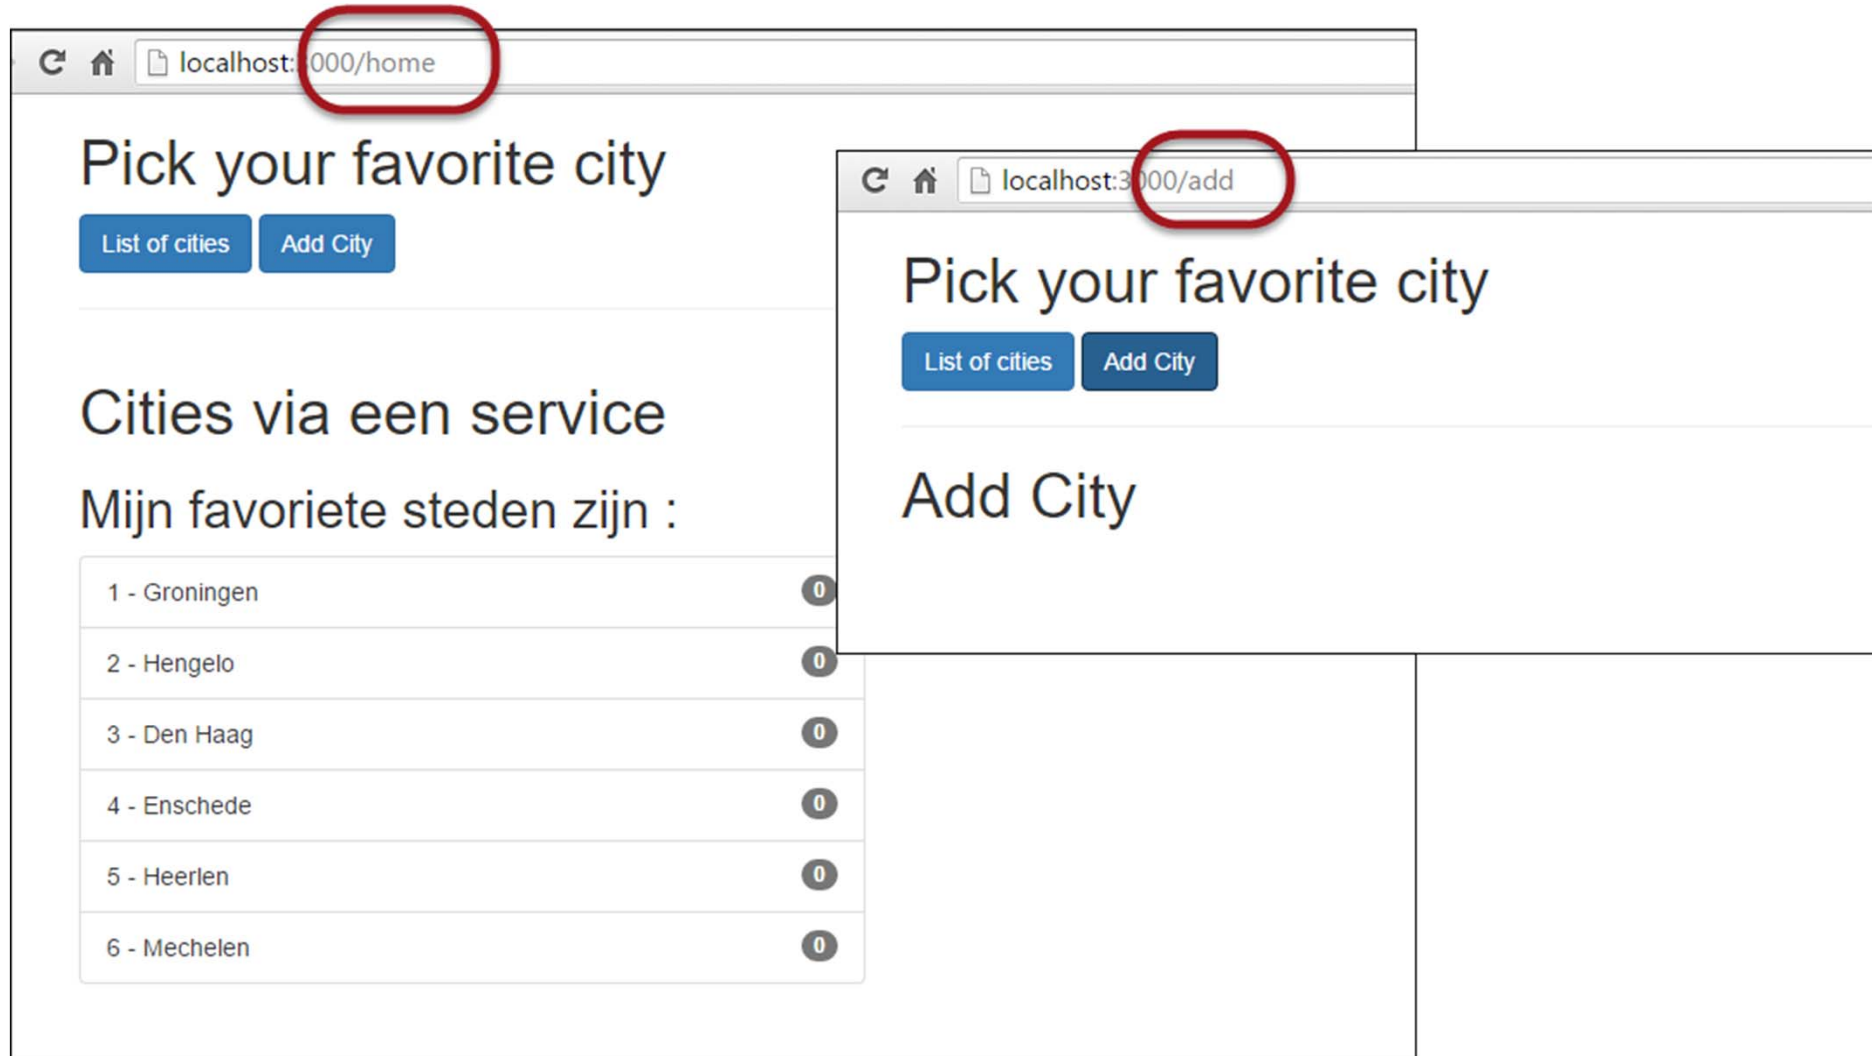 localhost:3000/home
Pick your favorite city
List of cities Add City
Cities via een service
Mijn favoriete steden zijn :
1 - Groningen 0
2 - Hengelo 0
3 - Den Haag 0
4 - Enschede 0
5 - Heerlen 0
6 - Mechelen 0
localhost:3000/add
Pick your favorite city
List of cities Add City
Add City